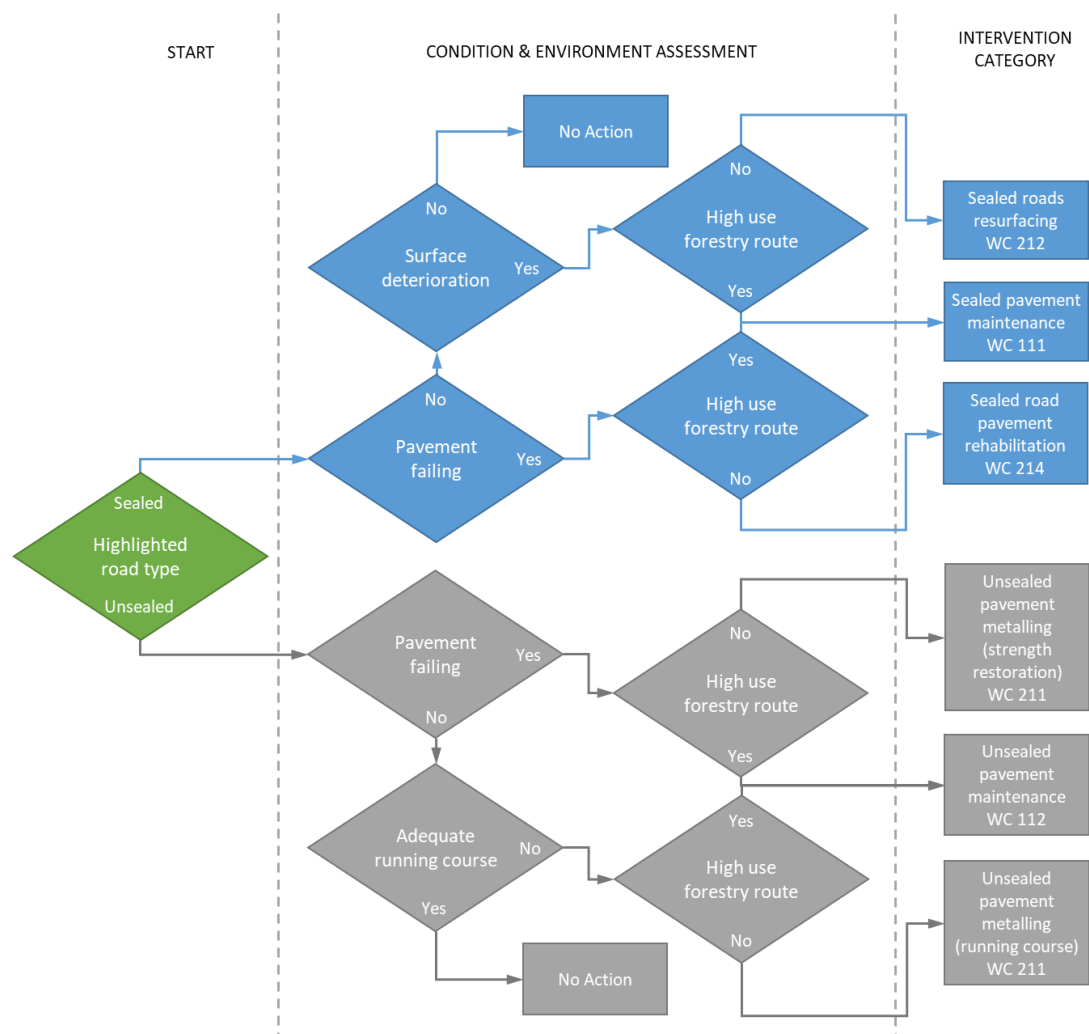 START
CONDITION & ENVIRONMENT ASSESSMENT
INTERVENTION
CATEGORY
No Action
No
High use
forestry route
Yes
No
Surface
deterioration
Yes
Sealed roads
resurfacing
WC 212
Sealed pavement
maintenance
WC 111
Yes
High use
forestry route
No
No
Pavement
failing
Yes
Sealed road
pavement
rehabilitation
WC 214
Sealed
Highlighted
road type
Unsealed
Pavement
failing
Yes
No
No
High use
forestry route
Yes
Unsealed
pavement
metalling
(strength
restoration)
WC 211
Unsealed
pavement
maintenance
WC 112
Adequate
running course
No
Yes
Yes
High use
forestry route
No
Unsealed
pavement
metalling
(running course)
WC 211
No Action